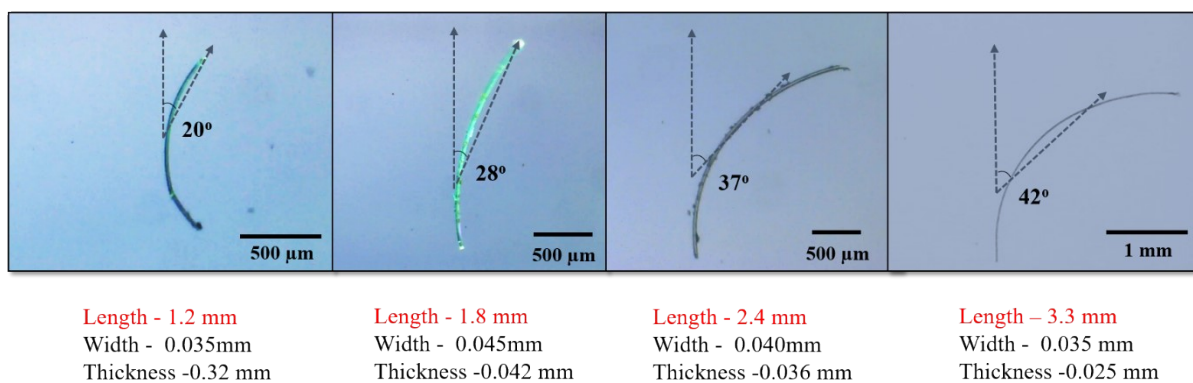 20°
500 µm
28°
500 µm
37°
500 µm
42°
1 mm
Length - 1.2 mm
Width -  0.035mm
Thickness -0.32 mm
Length - 1.8 mm
Width -  0.045mm
Thickness -0.042 mm
Length - 2.4 mm
Width -  0.040mm
Thickness -0.036 mm
Length – 3.3 mm
Width -  0.035 mm
Thickness -0.025 mm